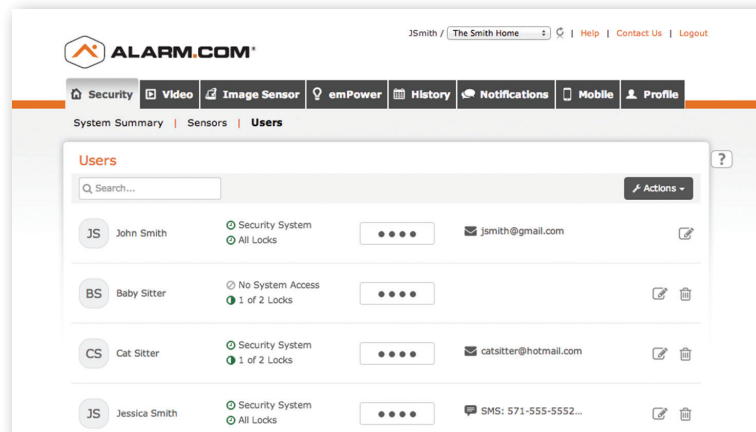 JSmith / The Smith Home | Help | Contact Us | Logout
ALARM.COM®
Security Video Image Sensor emPower History Notifications Mobile Profile
System Summary | Sensors | Users
Users
?
Search... Actions
JS John Smith Security System jsmith@gmail.com
All Locks
BS Baby Sitter No System Access
1 of 2 Locks
CS Cat Sitter Security System catsitter@hotmail.com
1 of 2 Locks
JS Jessica Smith Security System SMS: 571-555-5552...
All Locks